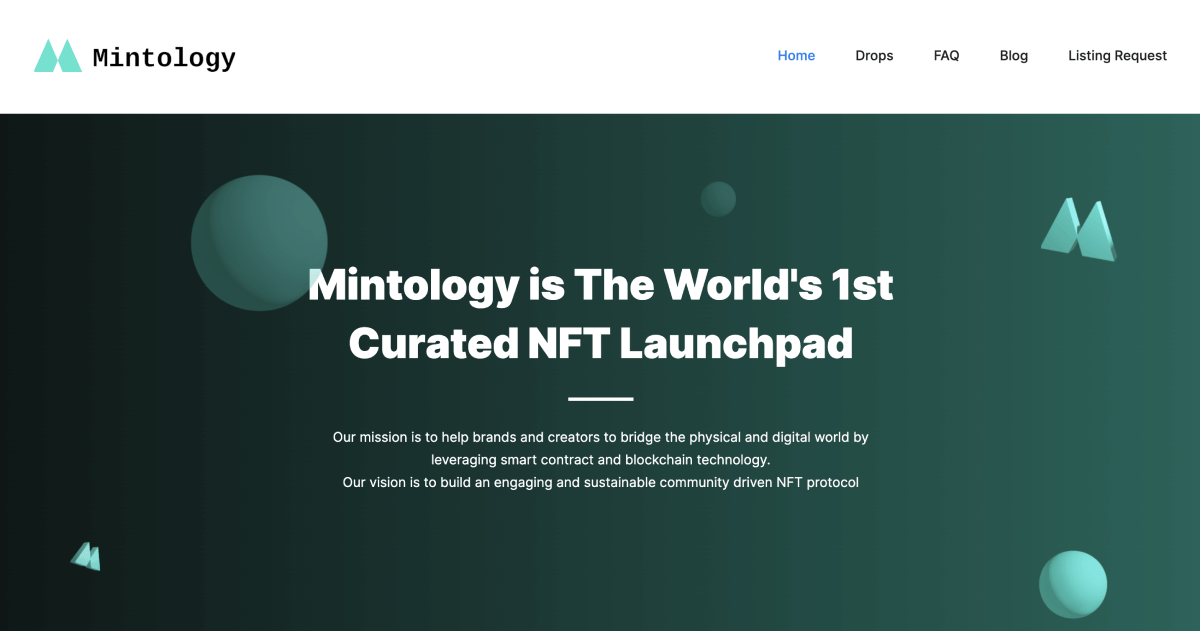 Mintology
Home
Drops
FAQ
Blog
Listing Request
Mintology is The World's 1st
Curated NFT Launchpad
Our mission is to help brands and creators to bridge the physical and digital world by
leveraging smart contract and blockchain technology.
Our vision is to build an engaging and sustainable community driven NFT protocol